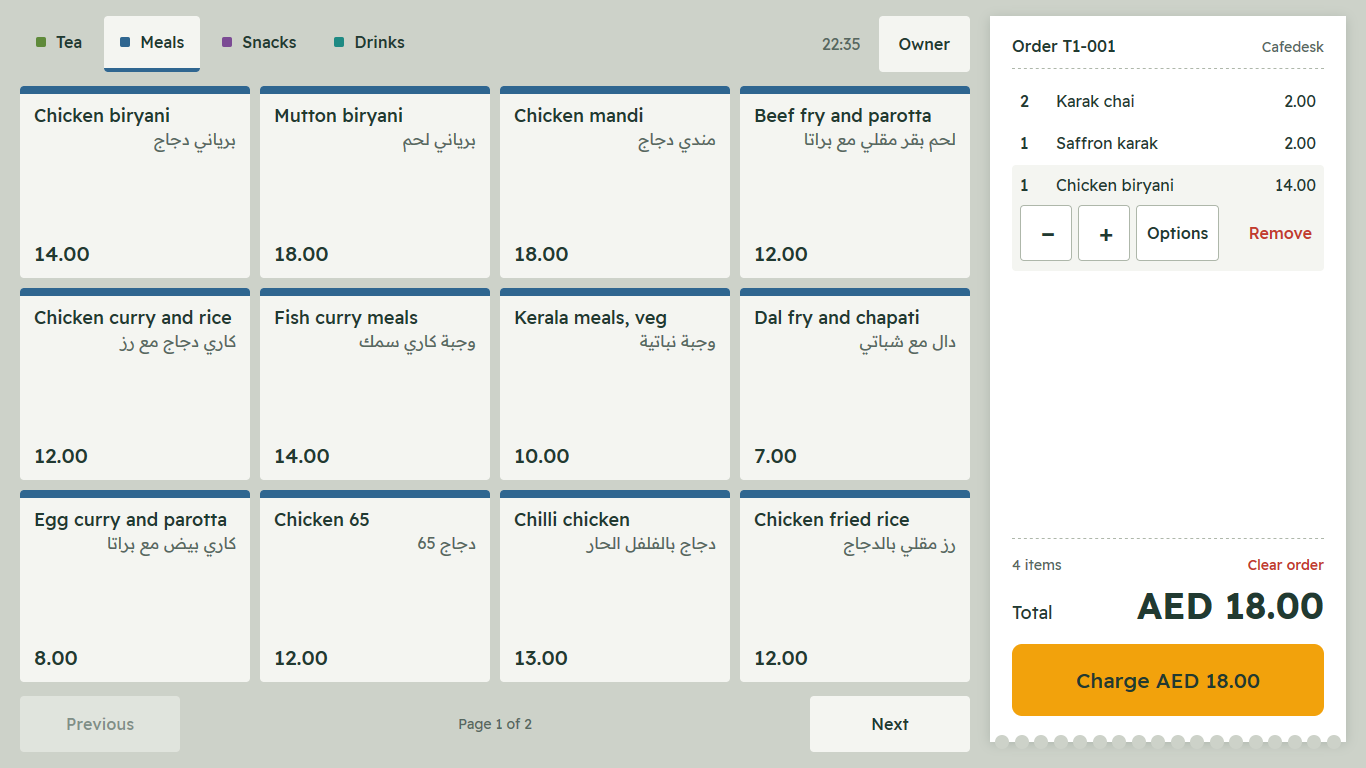 Tea
Meals
Snacks
Drinks
22:35
Owner
Chicken biryani
برياني دجاج
14.00
Mutton biryani
برياني لحم
18.00
Chicken mandi
مندي دجاج
18.00
Beef fry and parotta
لحم بقر مقلي مع براتا
12.00
Chicken curry and rice
كاري دجاج مع رز
12.00
Fish curry meals
وجبة كاري سمك
14.00
Kerala meals, veg
وجبة نباتية
10.00
Dal fry and chapati
دال مع شباتي
7.00
Egg curry and parotta
كاري بيض مع براتا
8.00
Chicken 65
دجاج 65
12.00
Chilli chicken
دجاج بالفلفل الحار
13.00
Chicken fried rice
رز مقلي بالدجاج
12.00
Previous
Page 1 of 2
Next
Order T1-001
Cafedesk
2 Karak chai 2.00
1 Saffron karak 2.00
1 Chicken biryani 14.00
− + Options Remove
4 items
Clear order
Total AED 18.00
Charge AED 18.00